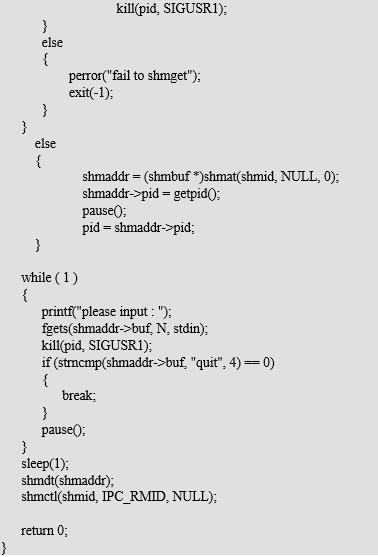 kill(pid, SIGUSR1);
}
else
{
perror("fail to shmget");
exit(-1);
}
}
else
{
shmaddr = (shmbuf *)shmat(shmid, NULL, 0);
shmaddr->pid = getpid();
pause();
pid = shmaddr->pid;
}
while ( 1 )
{
printf("please input : ");
fgets(shmaddr->buf, N, stdin);
kill(pid, SIGUSR1);
if (strncmp(shmaddr->buf, "quit", 4) == 0)
{
break;
}
pause();
}
sleep(1);
shmdt(shmaddr);
shmctl(shmid, IPC_RMID, NULL);
return 0;
}